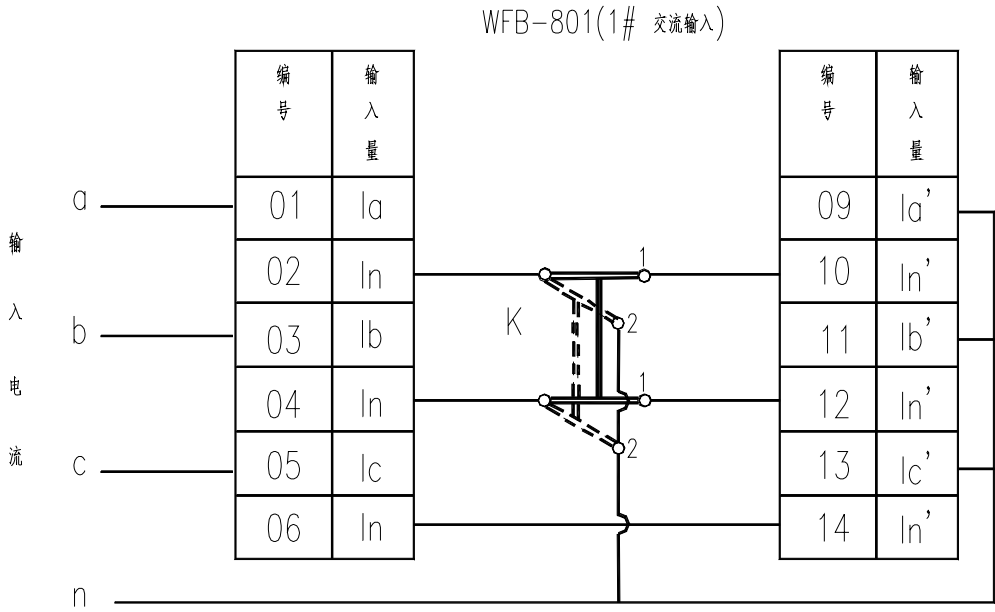 WFB-801(1# 交流输入)
编号 输入量 编号 输入量
a 01 Ia 09 Ia'
02 In 1 10 In'
b 03 Ib K 2 11 Ib'
04 In 1 12 In'
c 05 Ic 2 13 Ic'
06 In 14 In'
n
输入电流